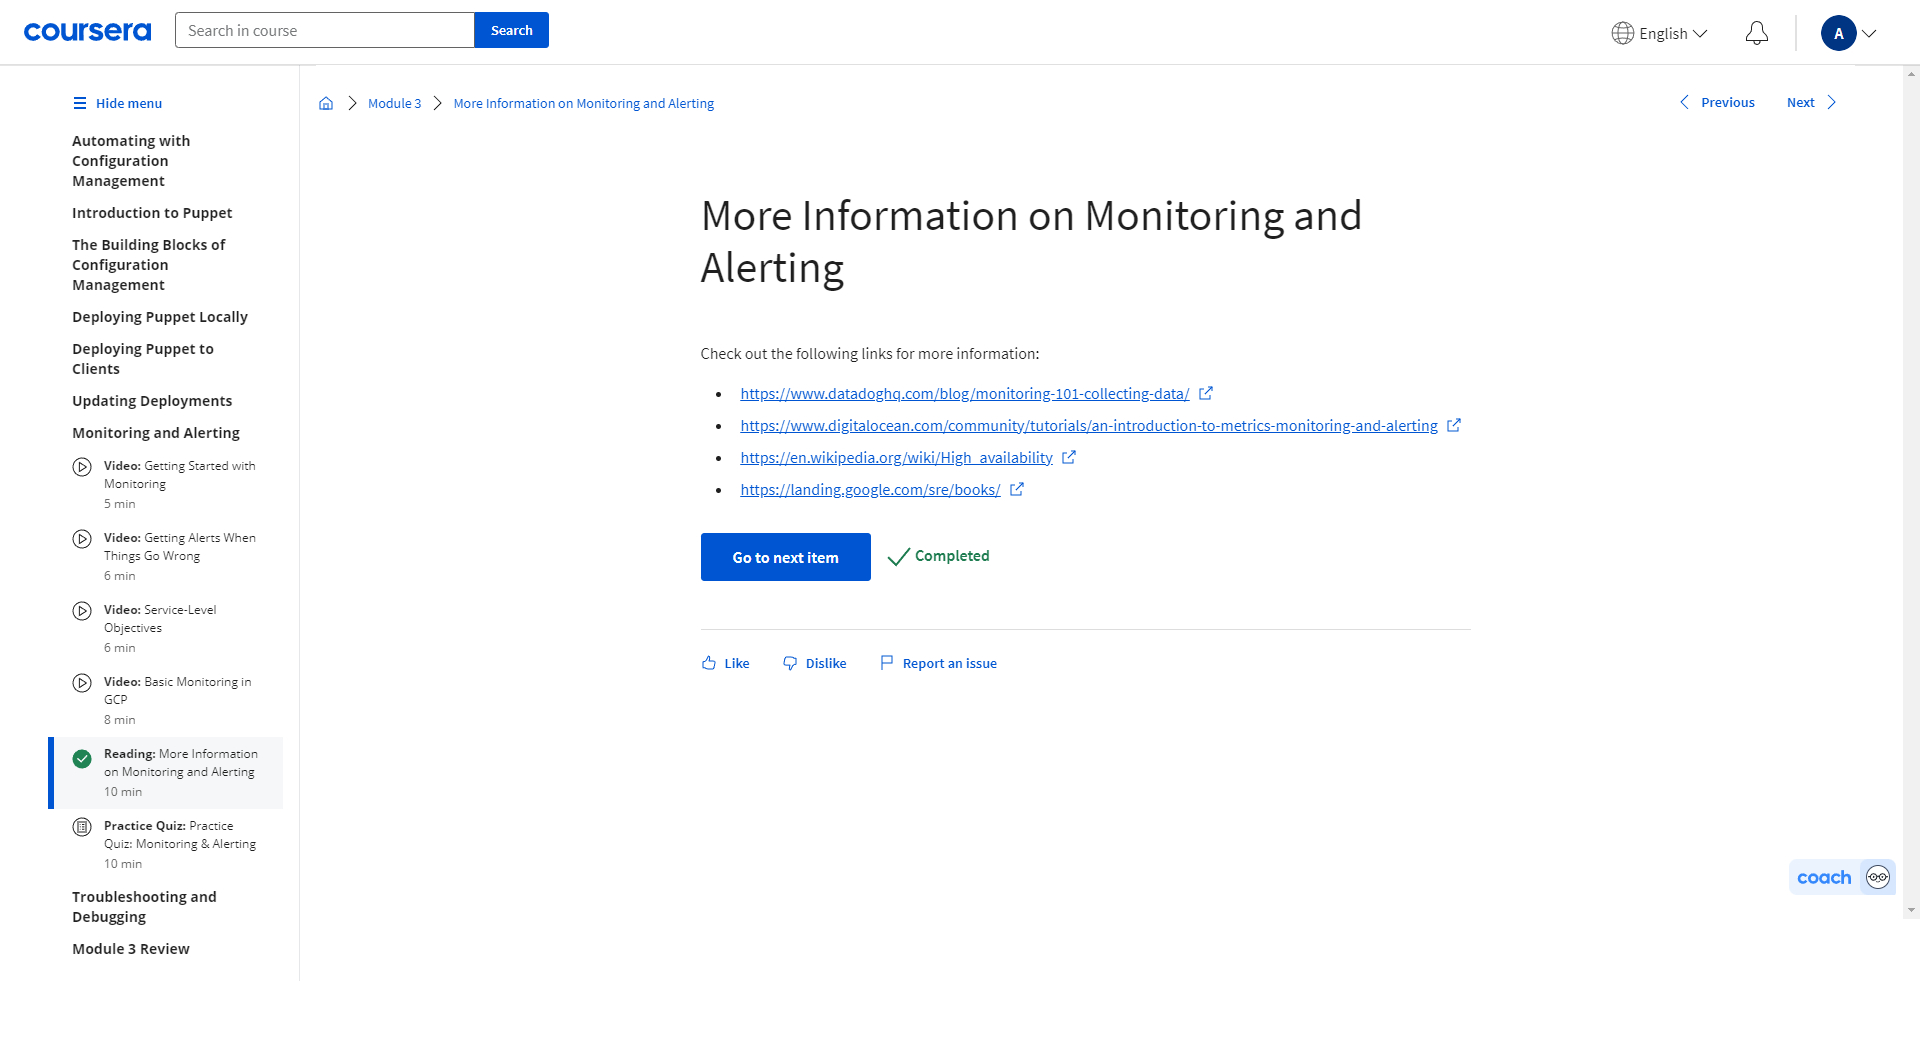 coursera
Search in course
Search
English
A
Hide menu
Automating with
Configuration
Management
Introduction to Puppet
The Building Blocks of
Configuration
Management
Deploying Puppet Locally
Deploying Puppet to
Clients
Updating Deployments
Monitoring and Alerting
Video: Getting Started with
Monitoring
5 min
Video: Getting Alerts When
Things Go Wrong
6 min
Video: Service-Level
Objectives
6 min
Video: Basic Monitoring in
GCP
8 min
Reading: More Information
on Monitoring and Alerting
10 min
Practice Quiz: Practice
Quiz: Monitoring & Alerting
10 min
Troubleshooting and
Debugging
Module 3 Review
Module 3
More Information on Monitoring and Alerting
Previous
Next
More Information on Monitoring and
Alerting
Check out the following links for more information:
https://www.datadoghq.com/blog/monitoring-101-collecting-data/
https://www.digitalocean.com/community/tutorials/an-introduction-to-metrics-monitoring-and-alerting
https://en.wikipedia.org/wiki/High_availability
https://landing.google.com/sre/books/
Go to next item
Completed
Like
Dislike
Report an issue
coach